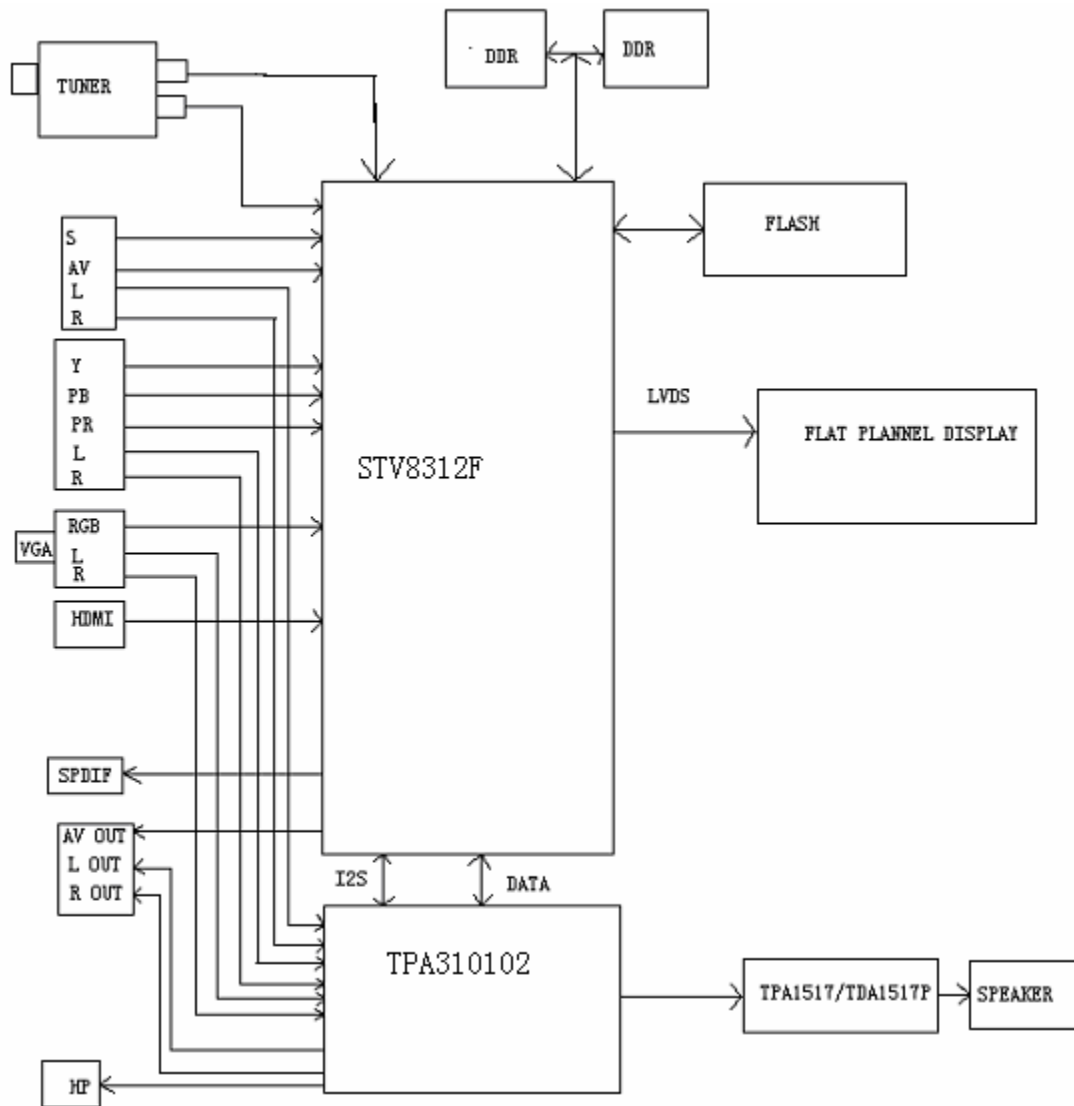 TUNER
DDR
DDR
FLASH
S
AV
L
R
Y
PB
PR
L
R
VGA
RGB
L
R
HDMI
STV8312F
LVDS
FLAT PLANNEL DISPLAY
SPDIF
AV OUT
L OUT
R OUT
I2S
DATA
TPA310102
TPA1517/TDA1517P
SPEAKER
HP